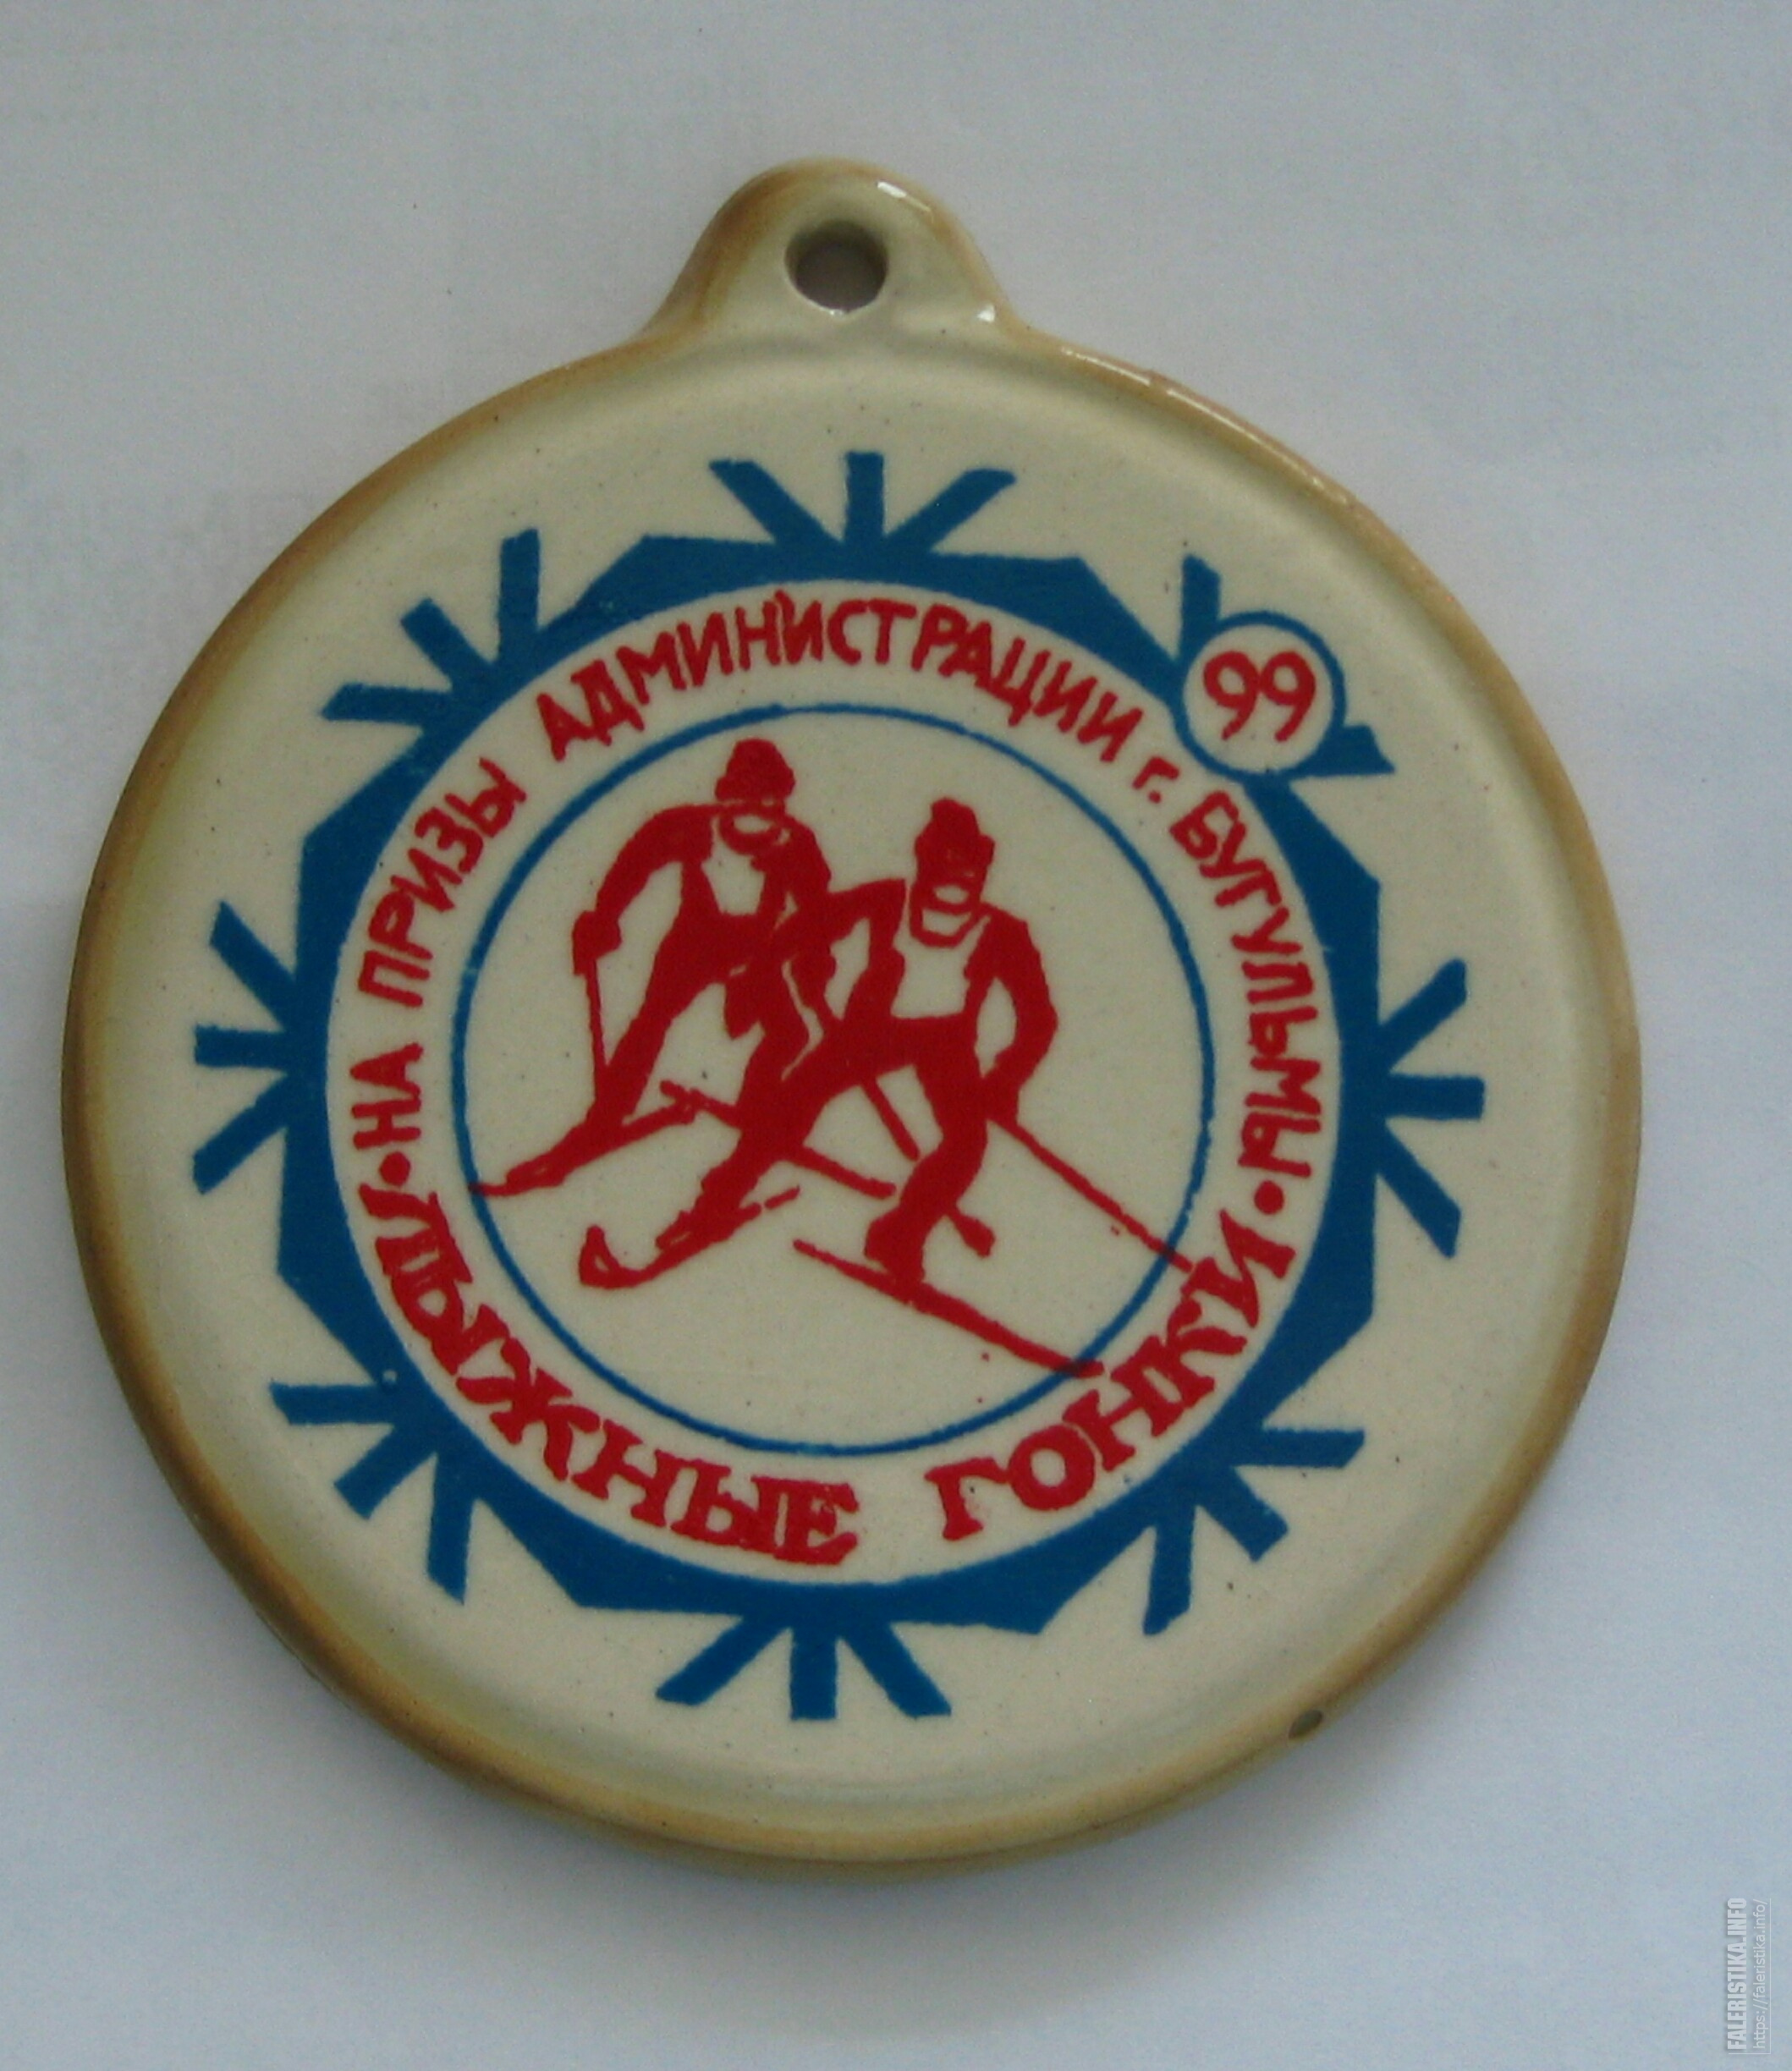 • НА ПРИЗЫ АДМИНИСТРАЦИИ г. БУГУЛЬМЫ •
99
ЛЫЖНЫЕ ГОНКИ
FALERISTIKA.INFO
https://faleristika.info/